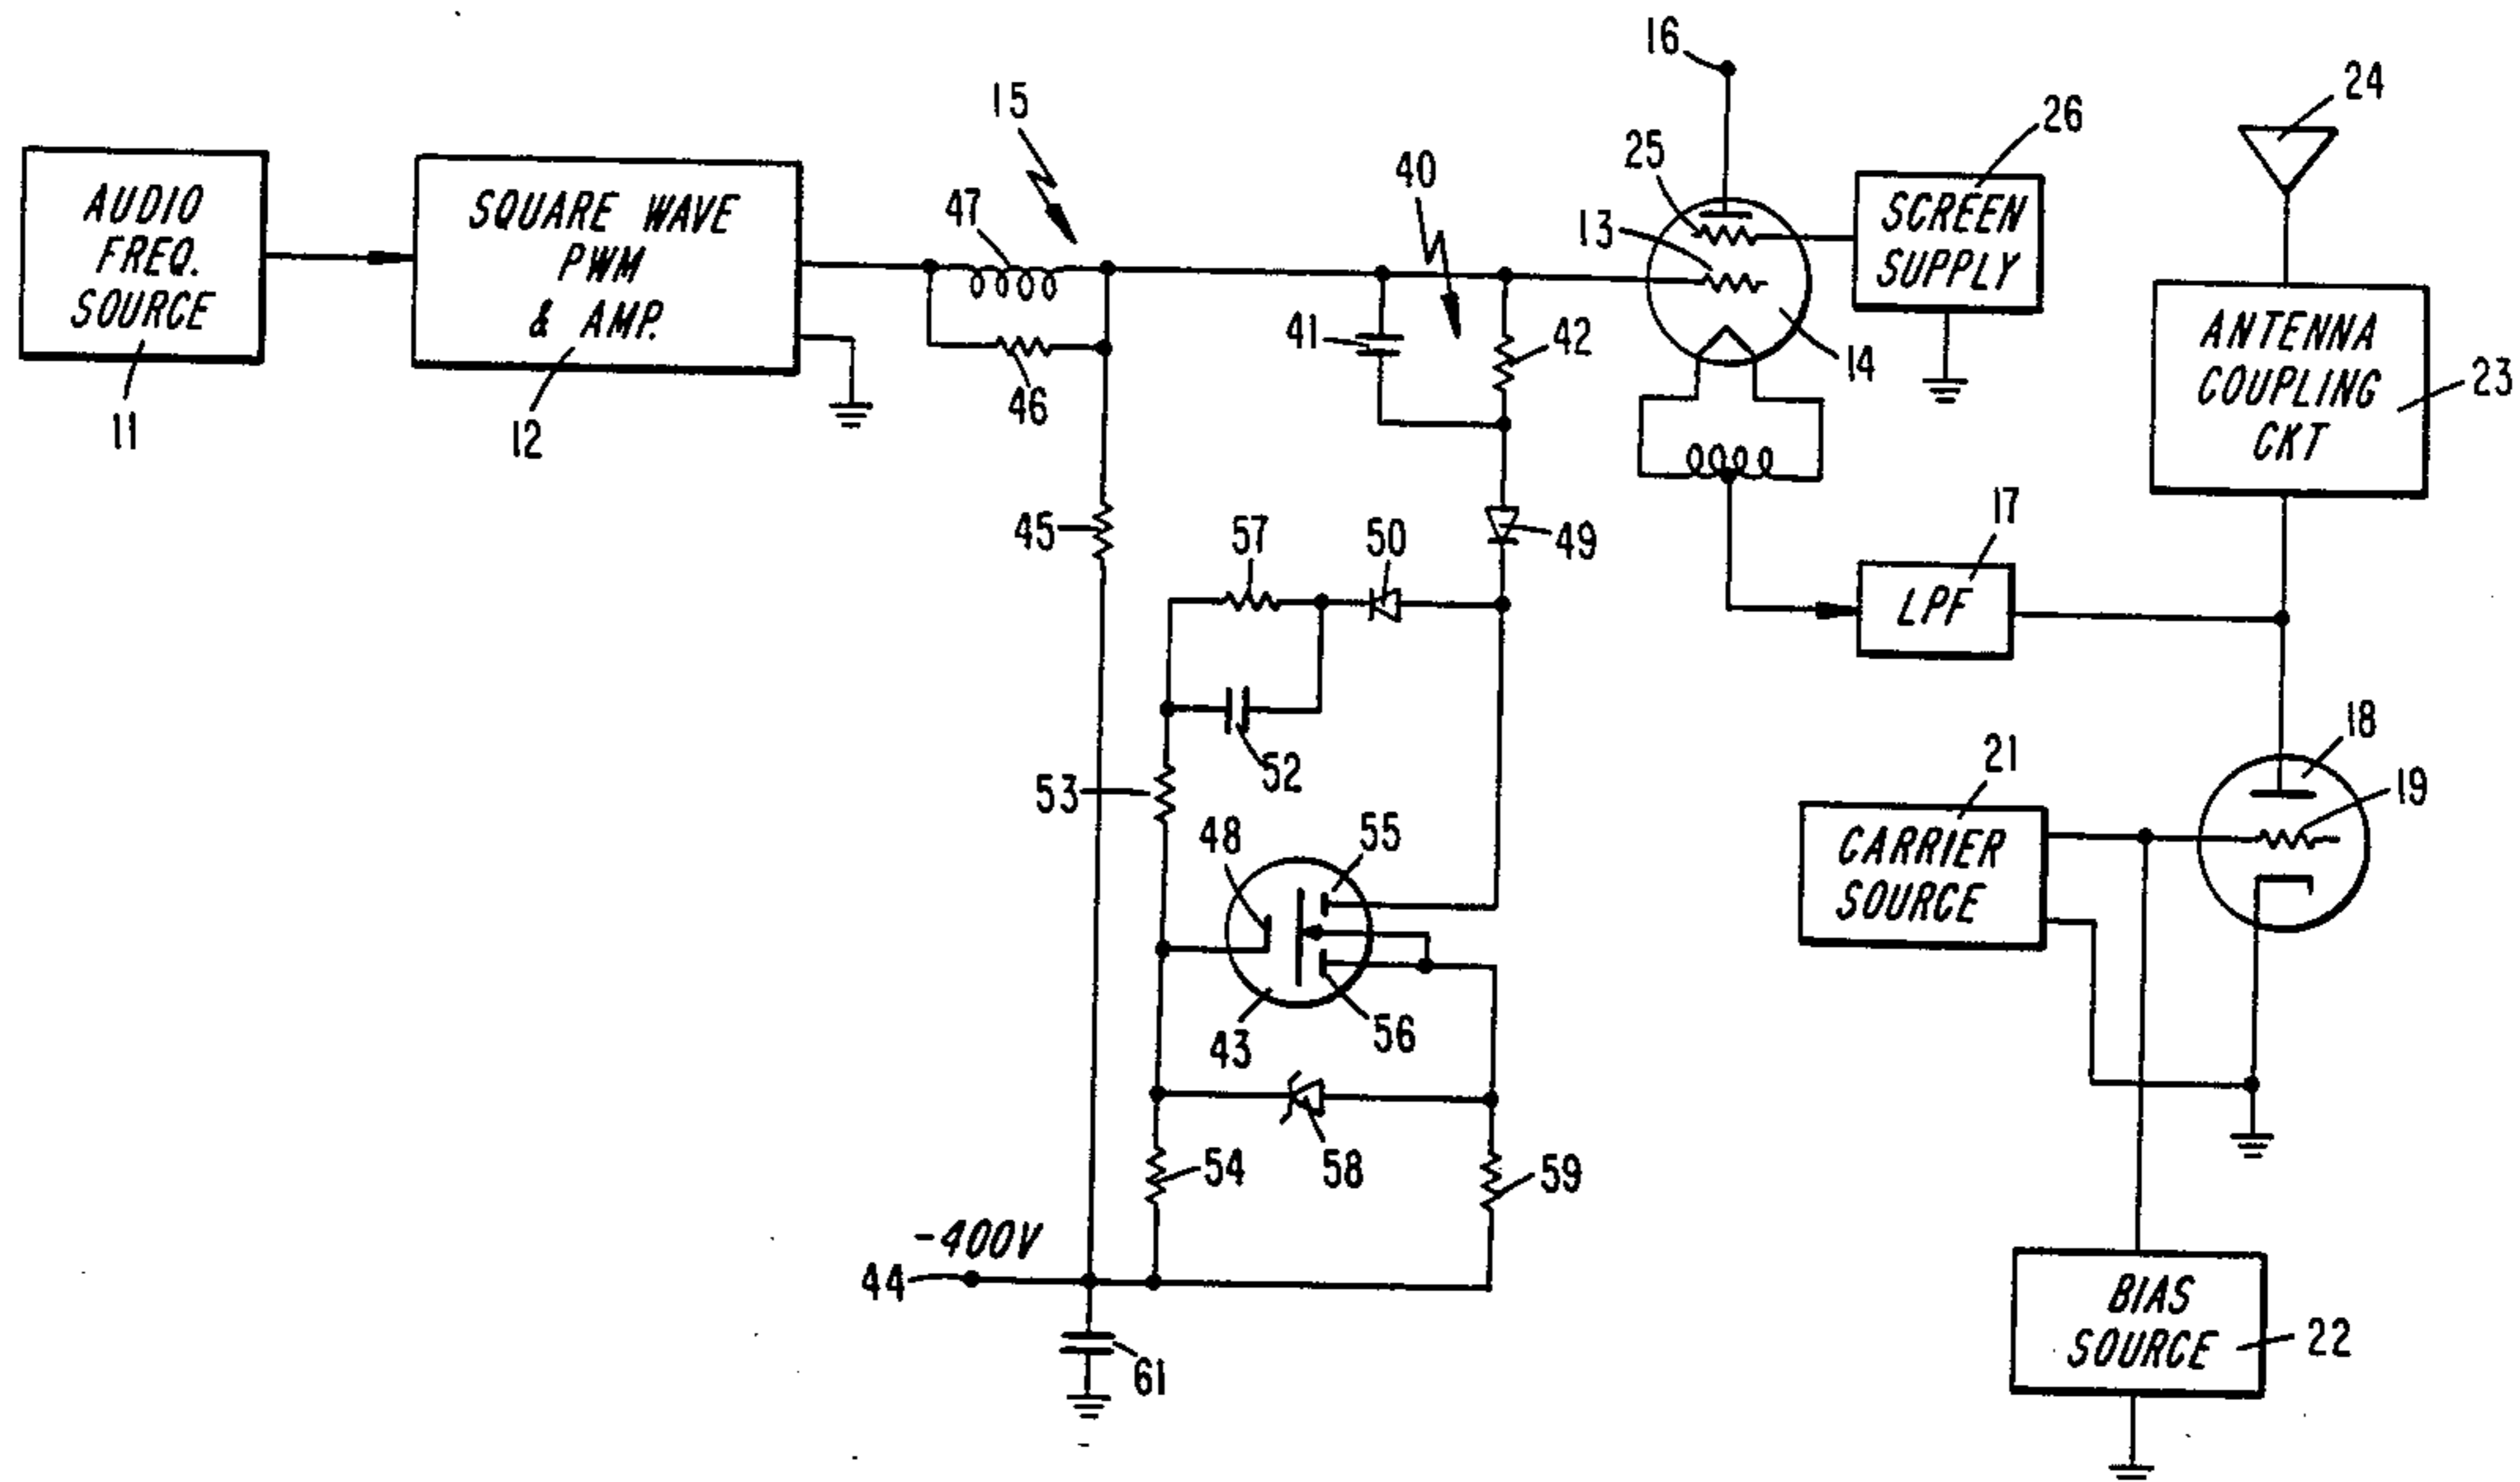 16
24
15
26
AUDIO
FREQ.
SOURCE
11
SQUARE WAVE
PWM
& AMP.
12
47
46
40
25
13
SCREEN
SUPPLY
41
42
14
ANTENNA
COUPLING
CKT
23
45
57
50
49
17
LPF
52
53
18
21
19
48
55
CARRIER
SOURCE
43
56
54
58
59
-400V
44
61
BIAS
SOURCE
22